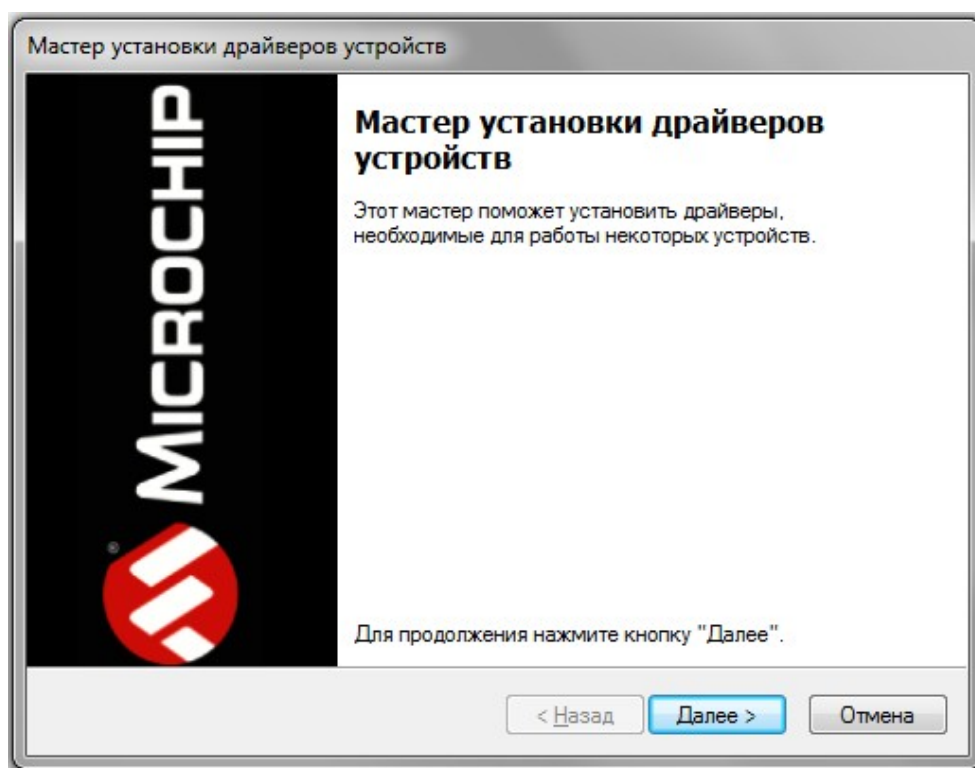 Мастер установки драйверов устройств
MICROCHIP
®
Мастер установки драйверов
устройств
Этот мастер поможет установить драйверы,
необходимые для работы некоторых устройств.
Для продолжения нажмите кнопку "Далее".
< Назад
Далее >
Отмена